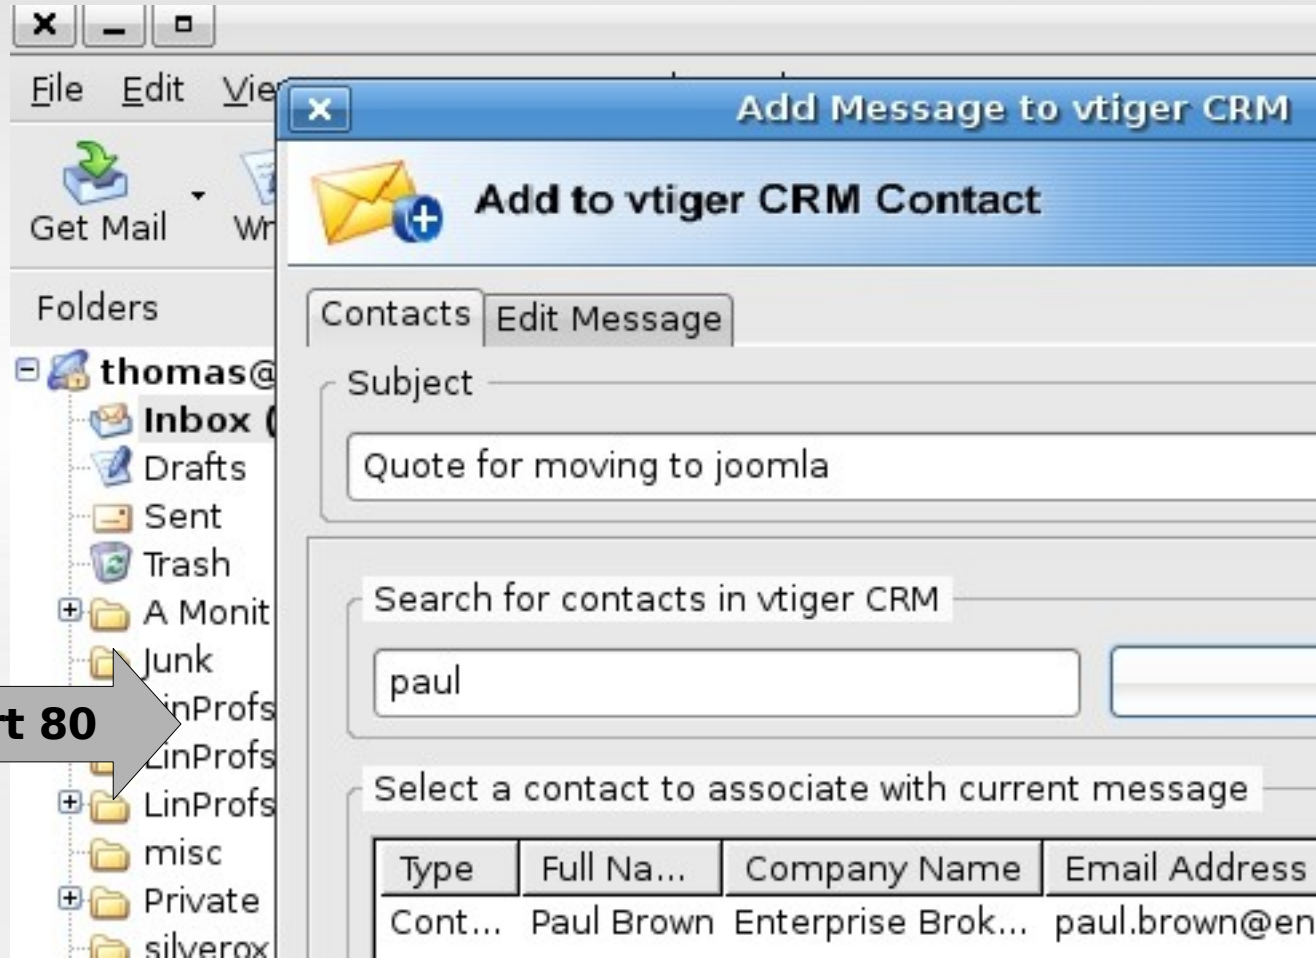 File Edit
Add Message to vtiger CRM
Get Mail
Add to vtiger CRM Contact
Folders
Contacts Edit Message
thomas@
Inbox (
Drafts
Sent
Trash
A Monit
Junk
LinProfs
LinProfs
misc
Private
silverox
80
Subject
Quote for moving to joomla
Search for contacts in vtiger CRM
paul
Select a contact to associate with current message
Type Full Na... Company Name Email Address
Cont... Paul Brown Enterprise Brok... paul.brown@en